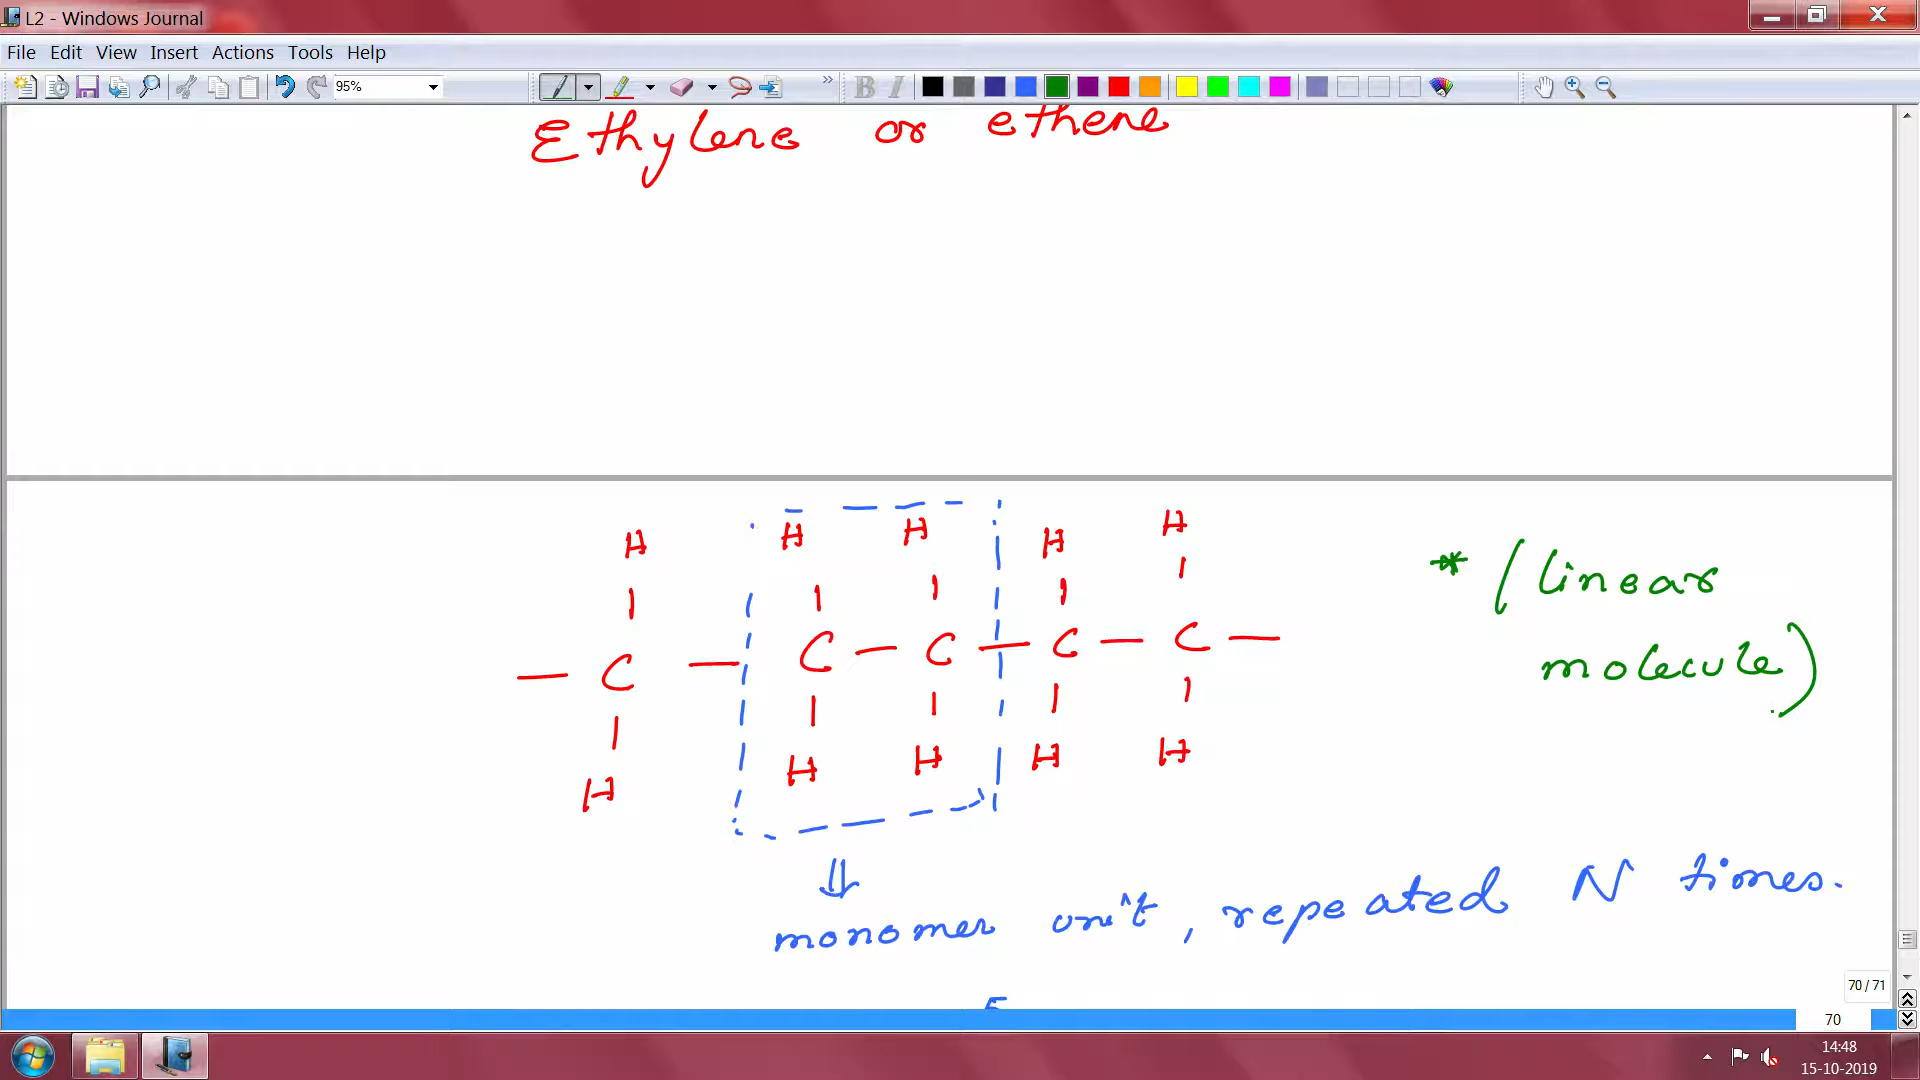 L2 - Windows Journal
File Edit View Insert Actions Tools Help
95%
B I
Ethylene or ethene
H H H H H
— C — C — C — C — C —
H H H H H
* (linear
molecule)
monomer unit, repeated N times.
70 / 71
70
14:48
15-10-2019